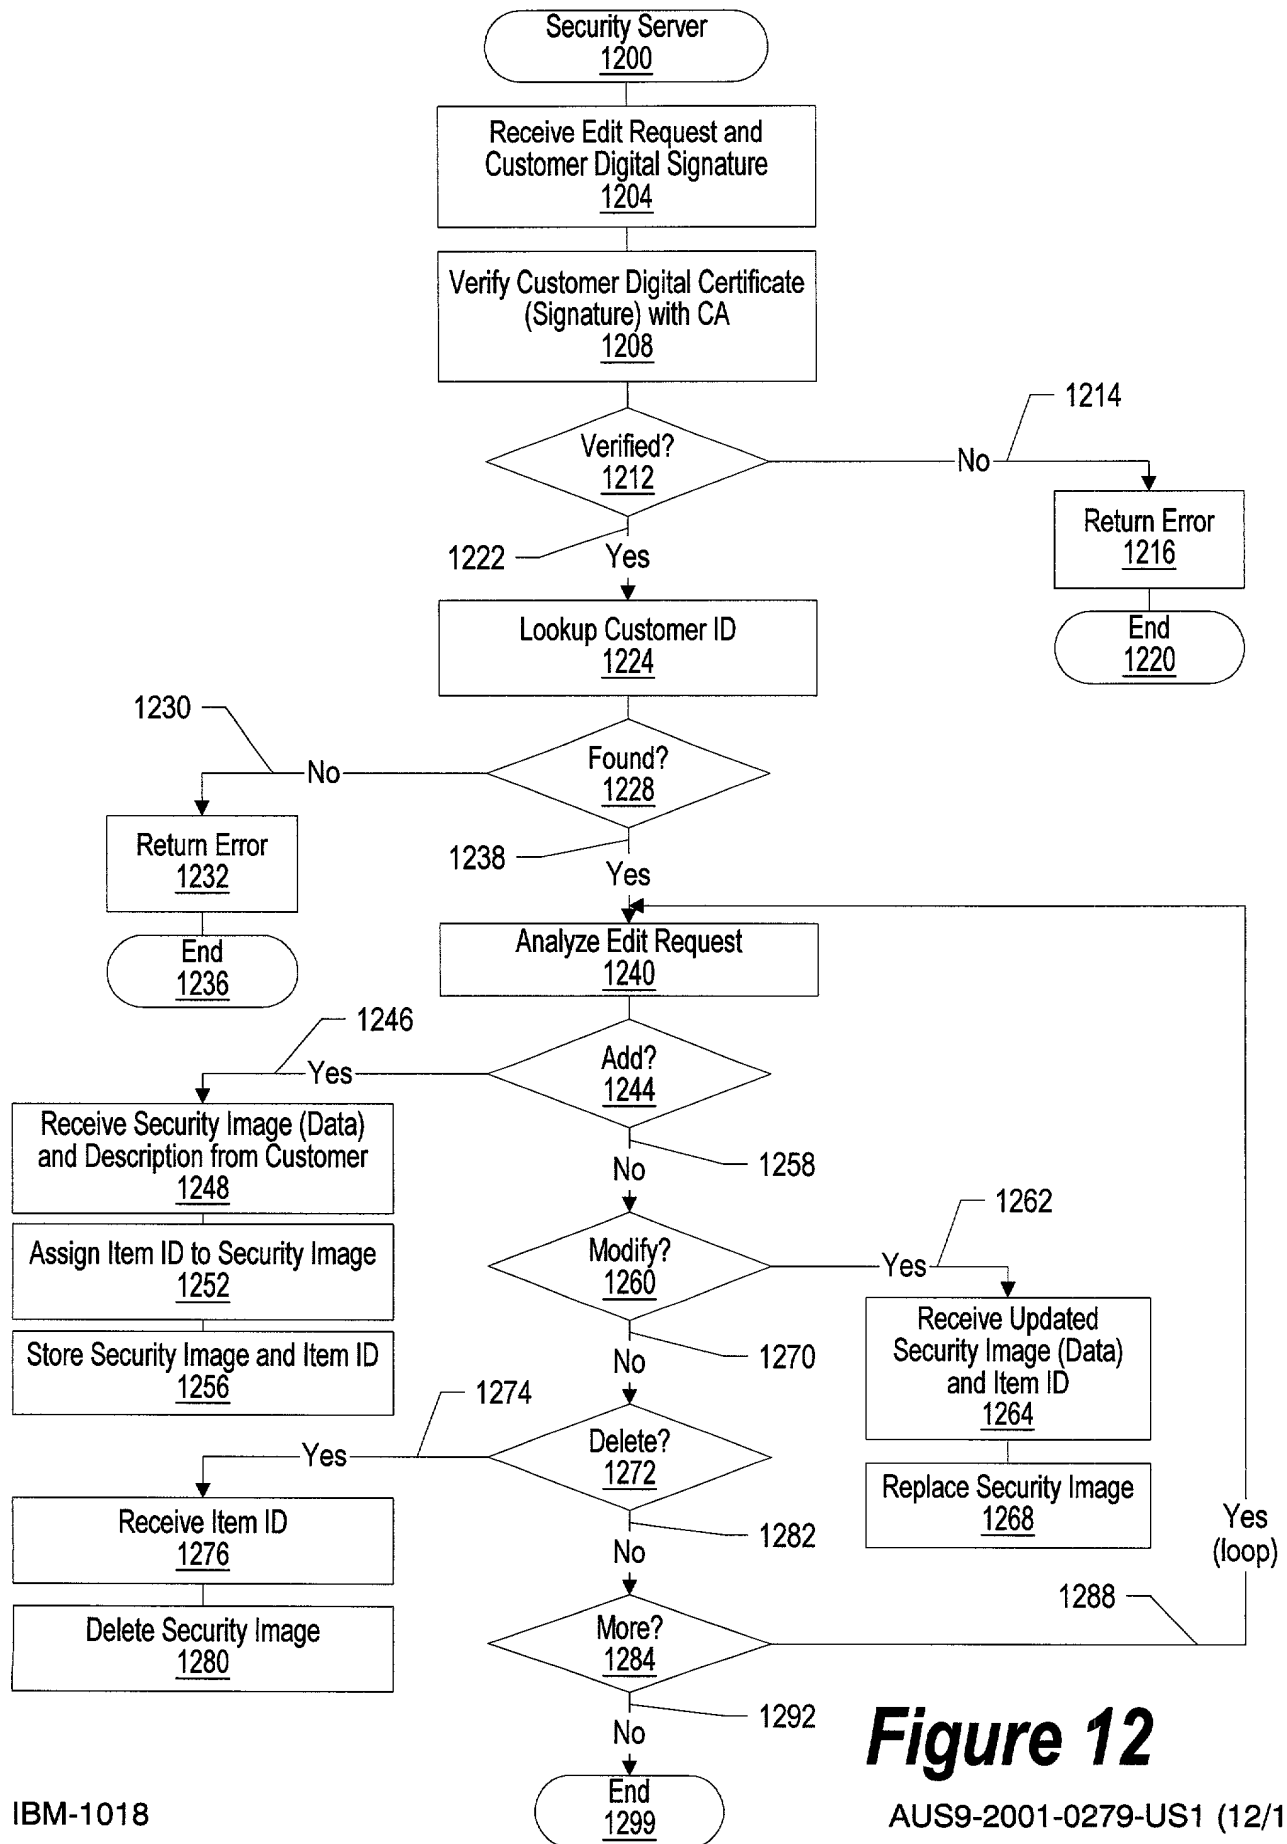 Security Server
1200
Receive Edit Request and
Customer Digital Signature
1204
Verify Customer Digital Certificate
(Signature) with CA
1208
1214
Verified?
1212
No
Return Error
1216
1222
Yes
End
1220
Lookup Customer ID
1224
1230
No
Found?
1228
Return Error
1232
1238
Yes
End
1236
Analyze Edit Request
1240
1246
Yes
Add?
1244
Receive Security Image (Data)
and Description from Customer
1248
1258
No
1262
Assign Item ID to Security Image
1252
Modify?
1260
Yes
Store Security Image and Item ID
1256
Receive Updated
Security Image (Data)
and Item ID
1264
1270
No
1274
Yes
Delete?
1272
Replace Security Image
1268
Receive Item ID
1276
1282
No
Yes
(loop)
Delete Security Image
1280
More?
1284
1288
1292
No
Figure 12
End
1299
IBM-1018
AUS9-2001-0279-US1 (12/1